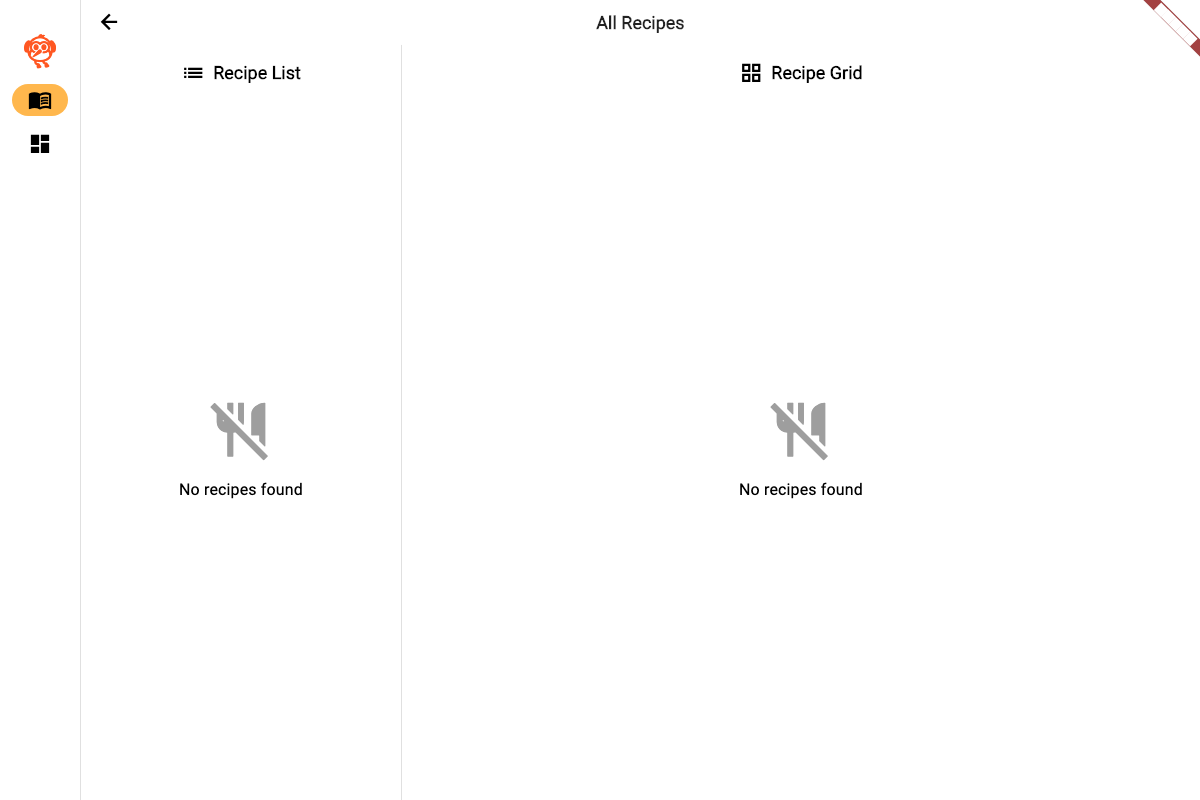 All Recipes
Recipe List
Recipe Grid
No recipes found
No recipes found